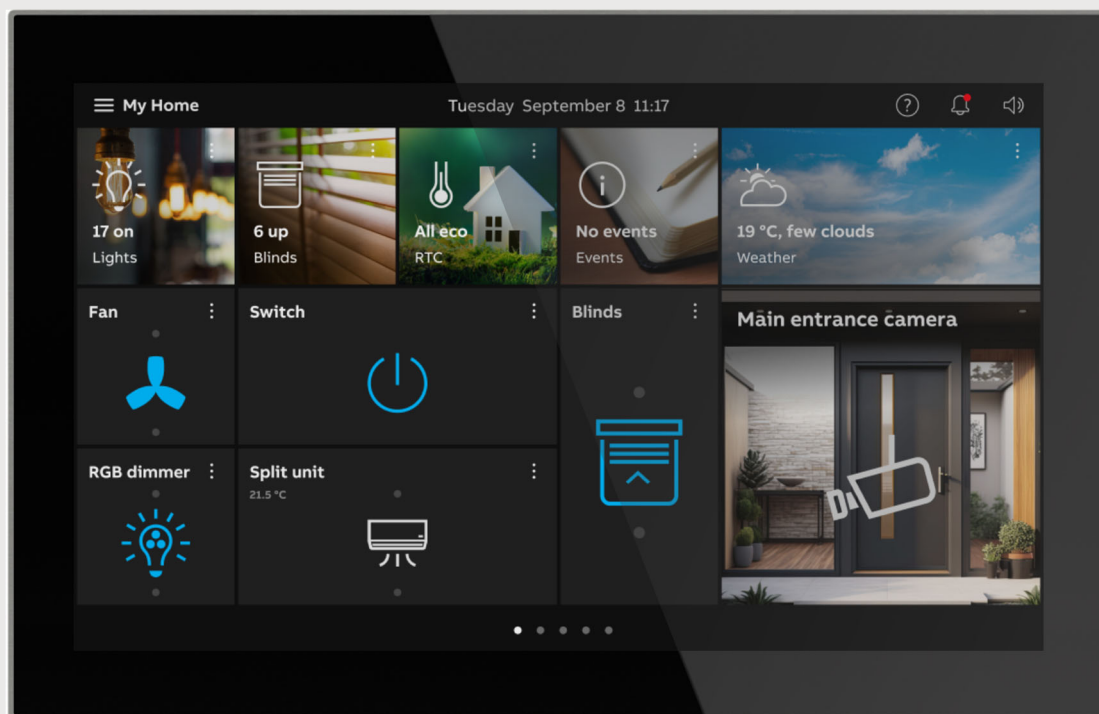 My Home
Tuesday September 8 11:17
?
17 on
Lights
6 up
Blinds
All eco
RTC
i
No events
Events
19 °C, few clouds
Weather
Fan
Switch
Blinds
Main entrance camera
RGB dimmer
Split unit
21.5 °C